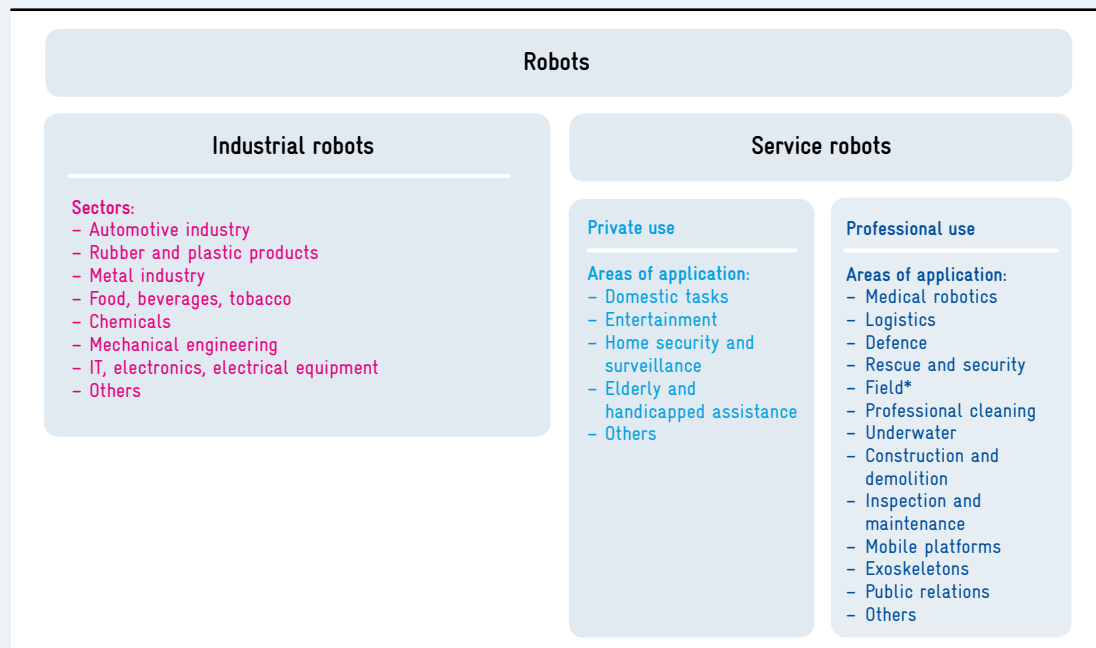 Robots
Industrial robots
Sectors:
– Automotive industry
– Rubber and plastic products
– Metal industry
– Food, beverages, tobacco
– Chemicals
– Mechanical engineering
– IT, electronics, electrical equipment
– Others
Service robots
Private use
Areas of application:
– Domestic tasks
– Entertainment
– Home security and
surveillance
– Elderly and
handicapped assistance
– Others
Professional use
Areas of application:
– Medical robotics
– Logistics
– Defence
– Rescue and security
– Field*
– Professional cleaning
– Underwater
– Construction and
demolition
– Inspection and
maintenance
– Mobile platforms
– Exoskeletons
– Public relations
– Others